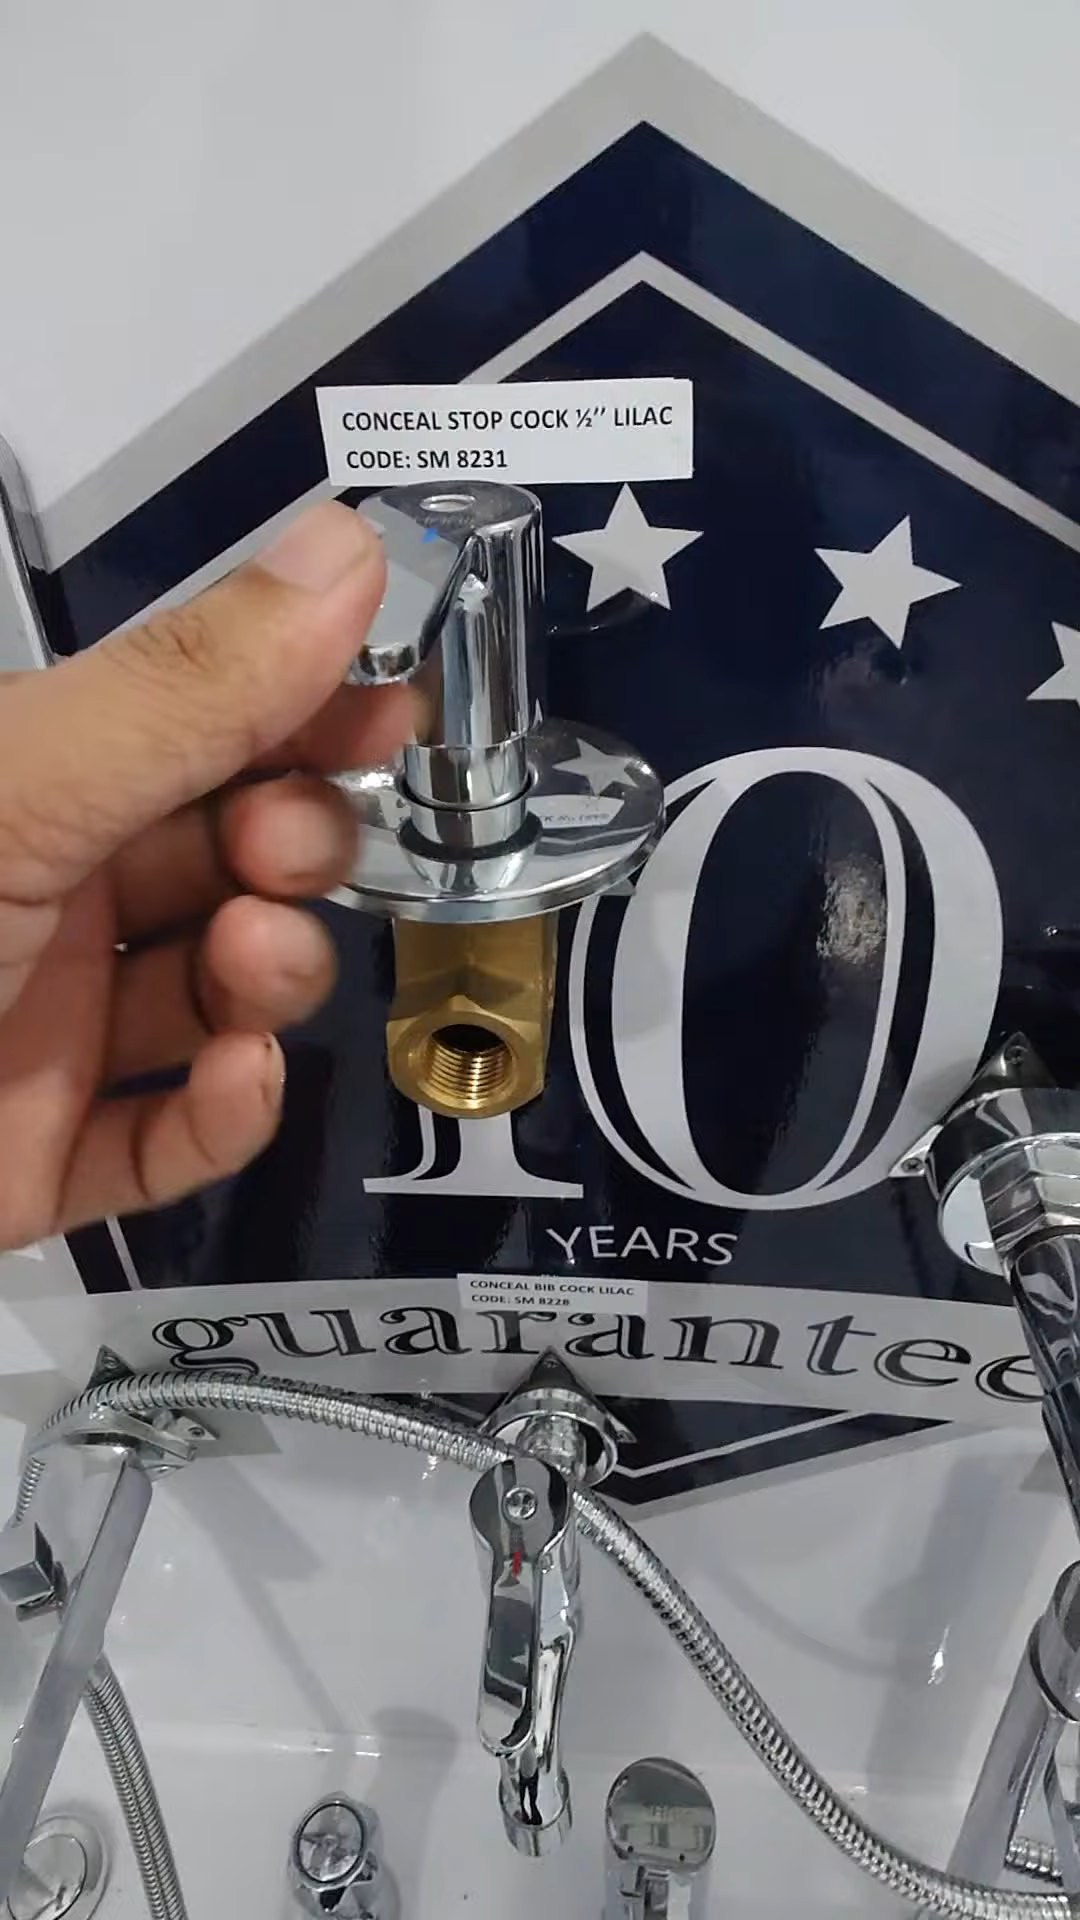 CONCEAL STOP COCK ½’’ LILAC
CODE: SM 8231
10
YEARS
CONCEAL BIB COCK LILAC
CODE: SM 8228
guarantee